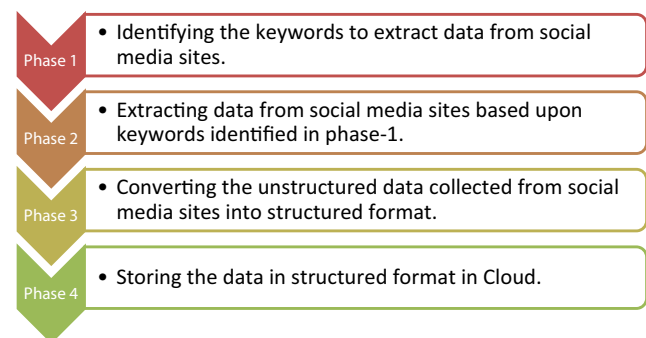 Phase 1
• Identifying the keywords to extract data from social
media sites.
Phase 2
• Extracting data from social media sites based upon
keywords identified in phase-1.
Phase 3
• Converting the unstructured data collected from social
media sites into structured format.
Phase 4
• Storing the data in structured format in Cloud.